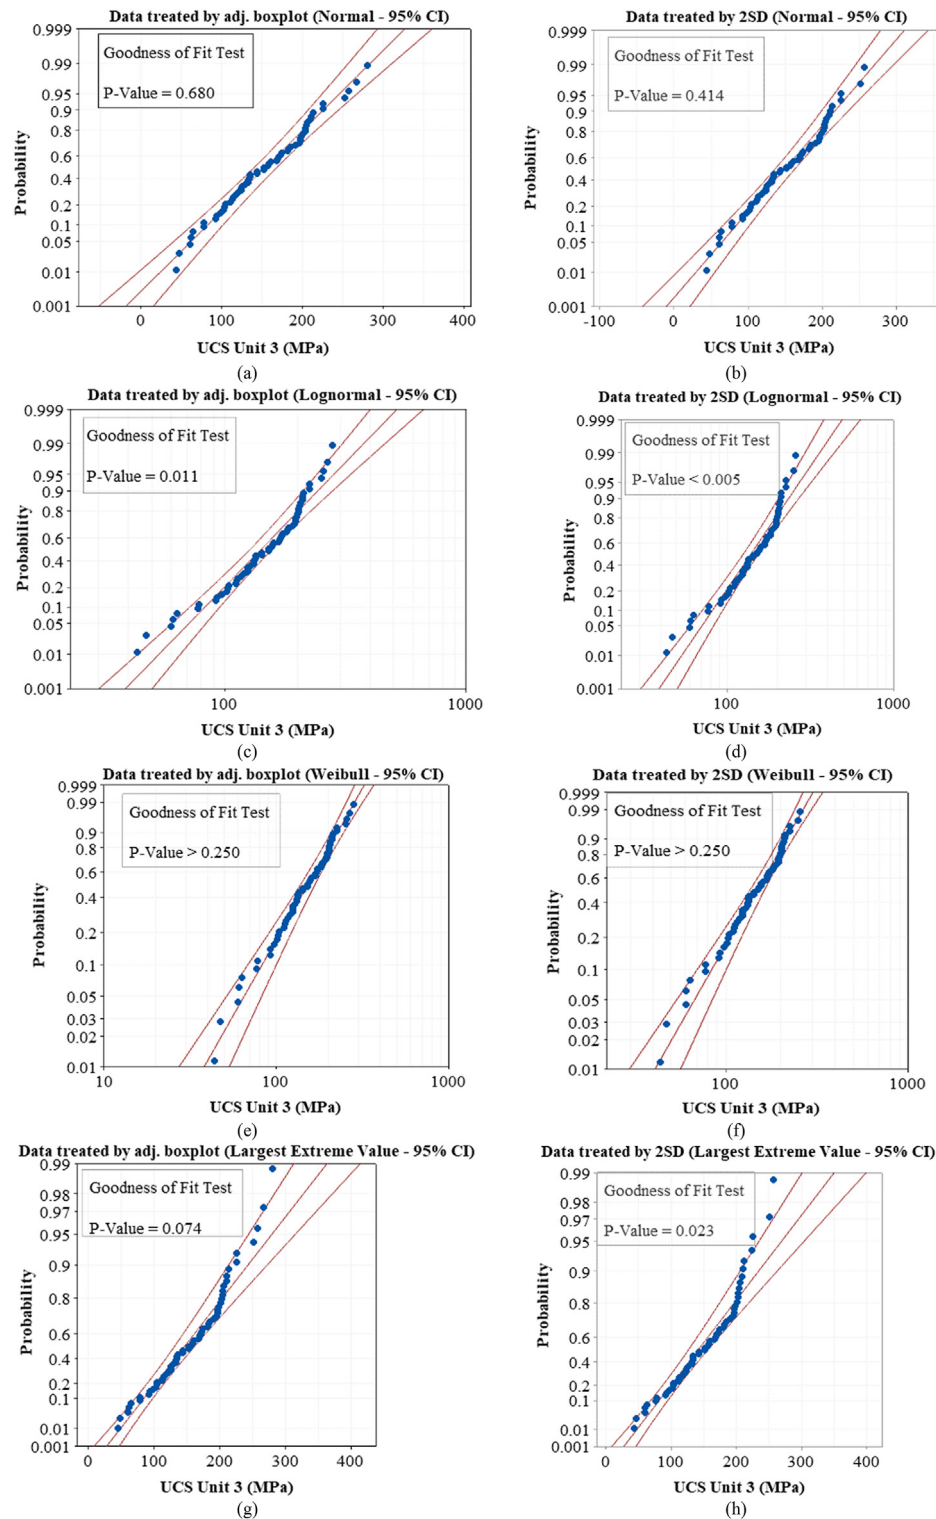 Data treated by adj. boxplot (Normal - 95% CI)
Goodness of Fit Test
P-Value = 0.680
Probability
0.999
0.99
0.95
0.9
0.8
0.6
0.4
0.2
0.1
0.05
0.01
0.001
0
100
200
300
400
UCS Unit 3 (MPa)
(a)
Data treated by 2SD (Normal - 95% CI)
Goodness of Fit Test
P-Value = 0.414
Probability
0.999
0.99
0.95
0.9
0.8
0.6
0.4
0.2
0.1
0.05
0.01
0.001
-100
0
100
200
300
UCS Unit 3 (MPa)
(b)
Data treated by adj. boxplot (Lognormal - 95% CI)
Goodness of Fit Test
P-Value = 0.011
Probability
0.999
0.99
0.95
0.9
0.8
0.6
0.4
0.2
0.1
0.05
0.01
0.001
100
1000
UCS Unit 3 (MPa)
(c)
Data treated by 2SD (Lognormal - 95% CI)
Goodness of Fit Test
P-Value < 0.005
Probability
0.999
0.99
0.95
0.9
0.8
0.6
0.4
0.2
0.1
0.05
0.01
0.001
100
1000
UCS Unit 3 (MPa)
(d)
Data treated by adj. boxplot (Weibull - 95% CI)
Goodness of Fit Test
P-Value > 0.250
Probability
0.999
0.99
0.9
0.8
0.6
0.4
0.2
0.1
0.05
0.03
0.02
0.01
10
100
1000
UCS Unit 3 (MPa)
(e)
Data treated by 2SD (Weibull - 95% CI)
Goodness of Fit Test
P-Value > 0.250
Probability
0.999
0.99
0.9
0.8
0.6
0.4
0.2
0.1
0.05
0.03
0.02
0.01
100
1000
UCS Unit 3 (MPa)
(f)
Data treated by adj. boxplot (Largest Extreme Value - 95% CI)
Goodness of Fit Test
P-Value = 0.074
Probability
0.99
0.98
0.97
0.95
0.9
0.8
0.6
0.4
0.2
0.1
0.01
0.001
0
100
200
300
400
UCS Unit 3 (MPa)
(g)
Data treated by 2SD (Largest Extreme Value - 95% CI)
Goodness of Fit Test
P-Value = 0.023
Probability
0.99
0.98
0.97
0.95
0.9
0.8
0.6
0.4
0.2
0.1
0.01
0.001
0
100
200
300
400
UCS Unit 3 (MPa)
(h)